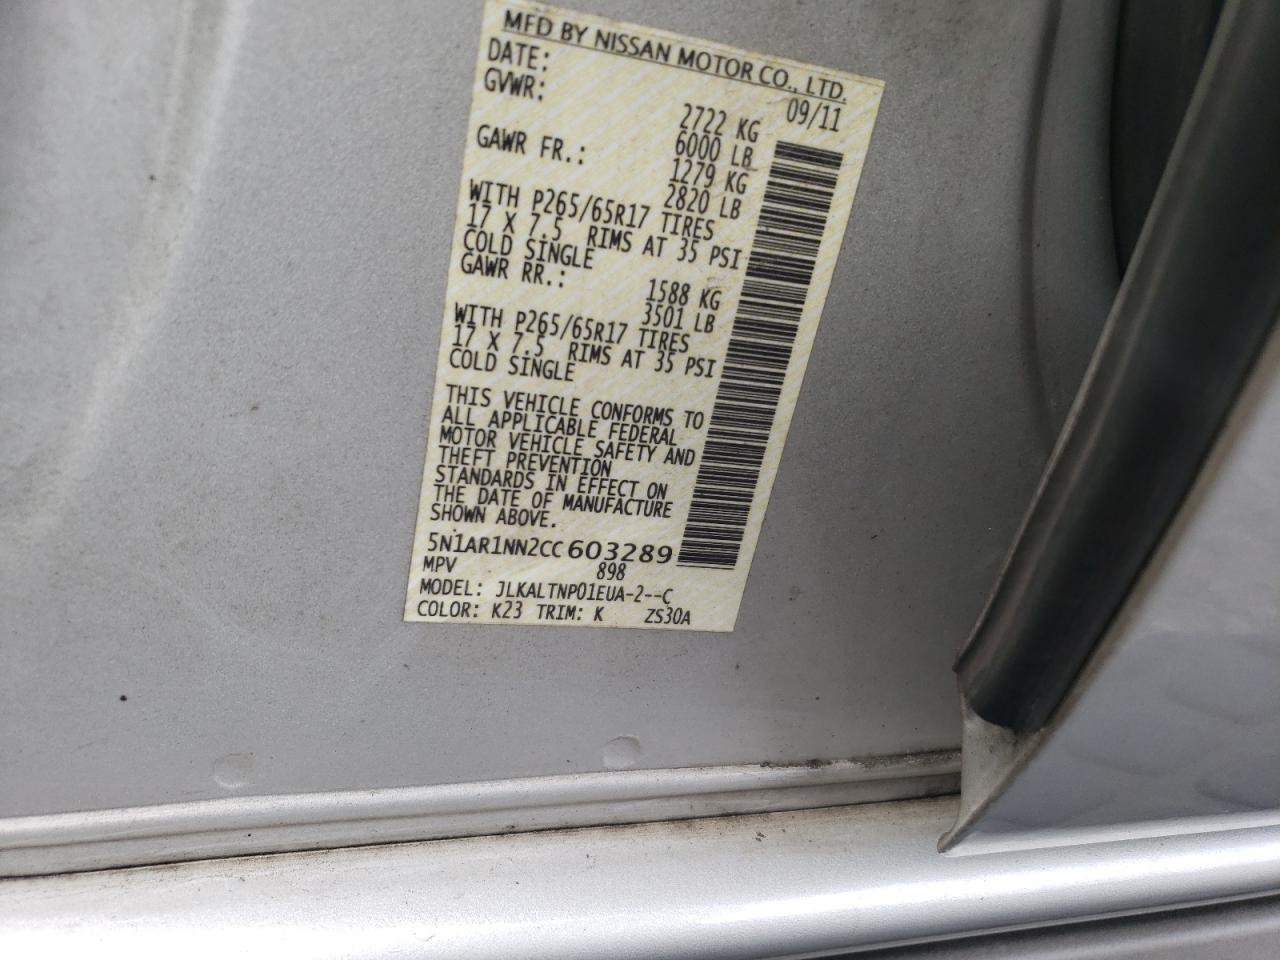 MFD BY NISSAN MOTOR CO., LTD.
DATE: 09/11
GVWR: 2722 KG
6000 LB
GAWR FR.: 1279 KG
2820 LB
WITH P265/65R17 TIRES
17 X 7.5 RIMS AT 35 PSI
COLD SINGLE
GAWR RR.: 1588 KG
3501 LB
WITH P265/65R17 TIRES
17 X 7.5 RIMS AT 35 PSI
COLD SINGLE
THIS VEHICLE CONFORMS TO
ALL APPLICABLE FEDERAL
MOTOR VEHICLE SAFETY AND
THEFT PREVENTION
STANDARDS IN EFFECT ON
THE DATE OF MANUFACTURE
SHOWN ABOVE.
5N1AR1NN2CC603289
MPV 898
MODEL: JLKALTNP01EUA-2--C
COLOR: K23 TRIM: K ZS30A